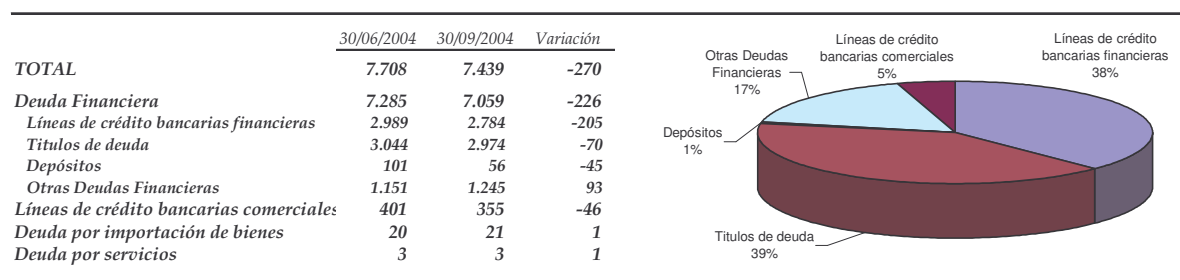 30/06/2004 30/09/2004 Variación
TOTAL 7.708 7.439 -270
Deuda Financiera 7.285 7.059 -226
Líneas de crédito bancarias financieras 2.989 2.784 -205
Titulos de deuda 3.044 2.974 -70
Depósitos 101 56 -45
Otras Deudas Financieras 1.151 1.245 93
Líneas de crédito bancarias comerciales 401 355 -46
Deuda por importación de bienes 20 21 1
Deuda por servicios 3 3 1
Líneas de crédito
bancarias comerciales
5%
Líneas de crédito
bancarias financieras
38%
Otras Deudas
Financieras
17%
Depósitos
1%
Titulos de deuda
39%